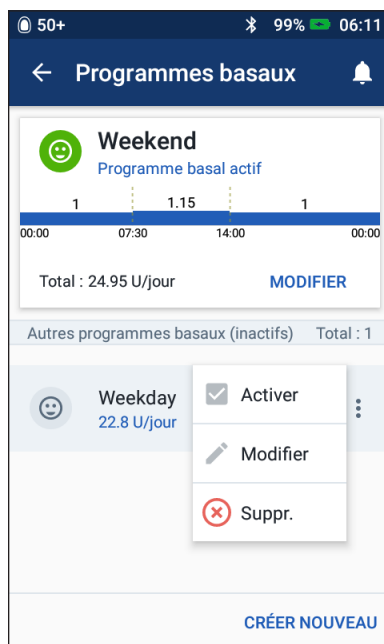 50+ 99% 06:11
Programmes basaux
Weekend
Programme basal actif
1 1.15 1
00:00 07:30 14:00 00:00
Total : 24.95 U/jour MODIFIER
Autres programmes basaux (inactifs) Total : 1
Weekday
22.8 U/jour
Activer
Modifier
Suppr.
CRÉER NOUVEAU